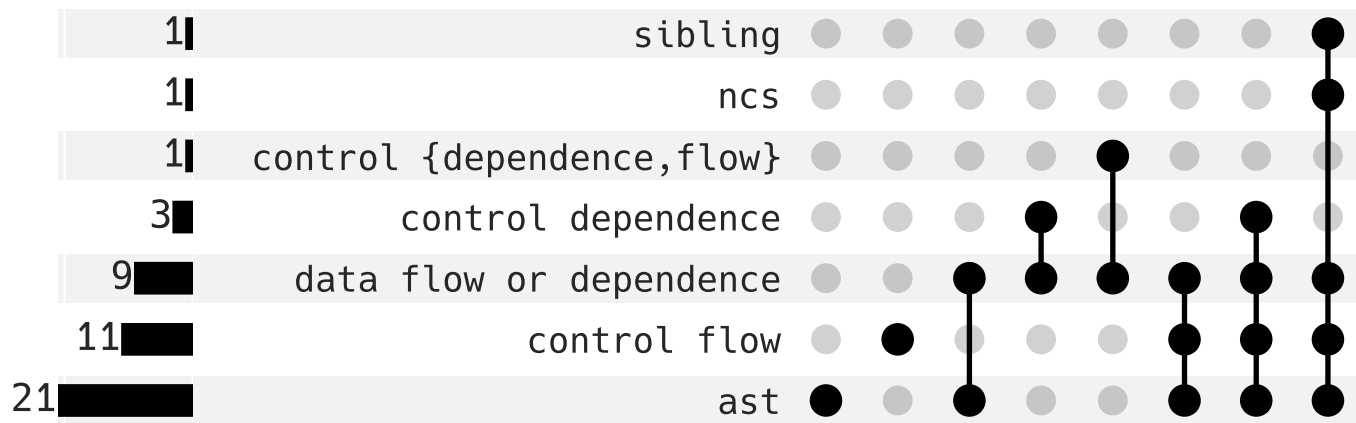 1 sibling
1 ncs
1 control {dependence,flow}
3 control dependence
9 data flow or dependence
11 control flow
21 ast